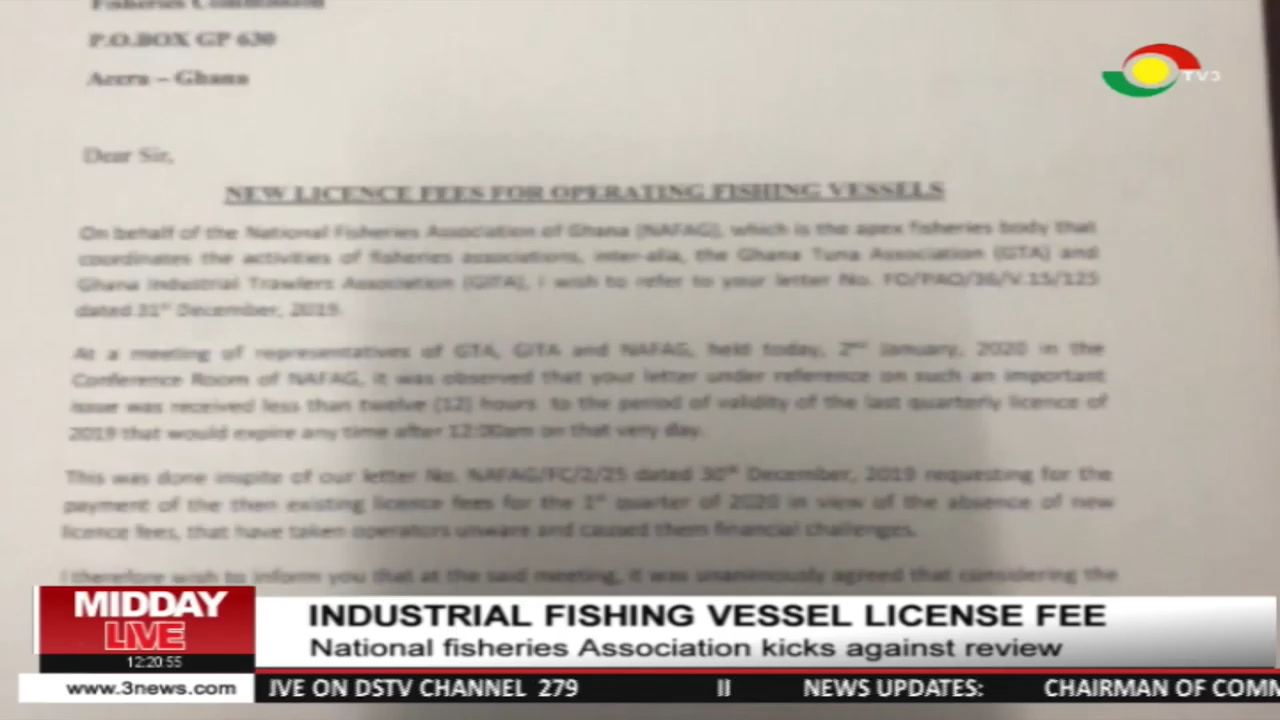 Fisheries Commission
P.O.BOX GP 630
Accra – Ghana
TV3
Dear Sir,
NEW LICENCE FEES FOR OPERATING FISHING VESSELS
On behalf of the National Fisheries Association of Ghana (NAFAG), which is the apex fisheries body that
coordinates the activities of fisheries associations, inter-alia, the Ghana Tuna Association (GTA) and
Ghana Industrial Trawlers Association (GITA), I wish to refer to your letter No. FC/PAO/36/V.15/125
dated 31st December, 2019.
At a meeting of representatives of GTA, GITA and NAFAG, held today, 2nd January, 2020 in the
Conference Room of NAFAG, it was observed that your letter under reference on such an important
issue was received less than twelve (12) hours to the period of validity of the last quarterly licence of
2019 that would expire any time after 12:00am on that very day.
This was done inspite of our letter No. NAFAG/FC/2/25 dated 30th December, 2019 requesting for the
payment of the then existing licence fees for the 1st quarter of 2020 in view of the absence of new
licence fees, that have taken operators unware and caused them financial challenges.
I therefore wish to inform you that at the said meeting, it was unanimously agreed that considering the
MIDDAY
LIVE
12:20:55
INDUSTRIAL FISHING VESSEL LICENSE FEE
National fisheries Association kicks against review
www.3news.com
IVE ON DSTV CHANNEL 279 || NEWS UPDATES: CHAIRMAN OF COMM